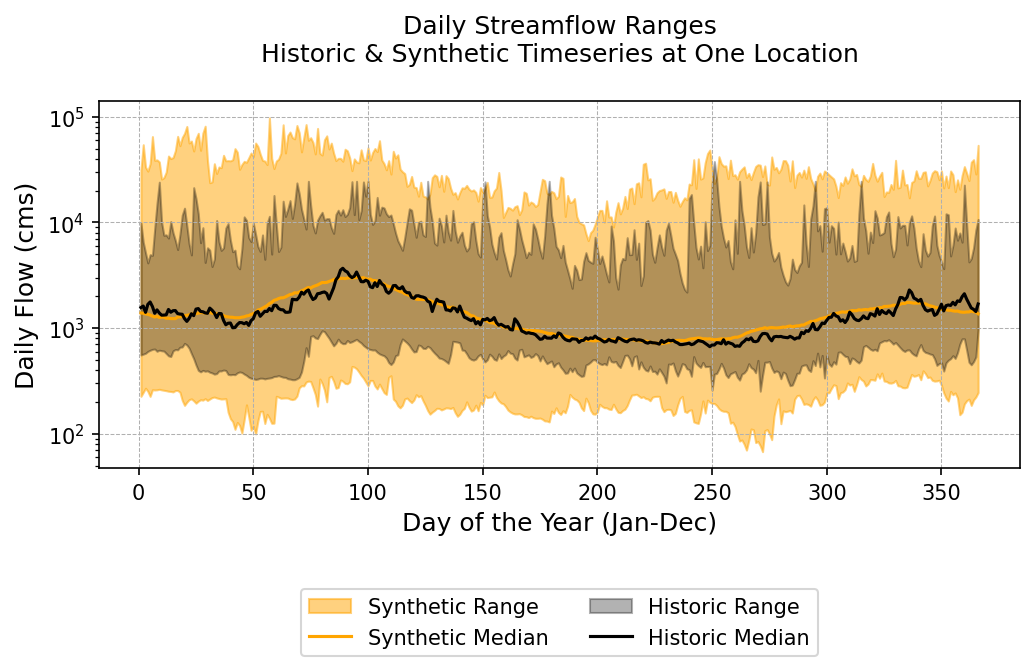 Daily Streamflow Ranges
Historic & Synthetic Timeseries at One Location
Daily Flow (cms)
10^5
10^4
10^3
10^2
0 50 100 150 200 250 300 350
Day of the Year (Jan-Dec)
Synthetic Range Historic Range
Synthetic Median Historic Median